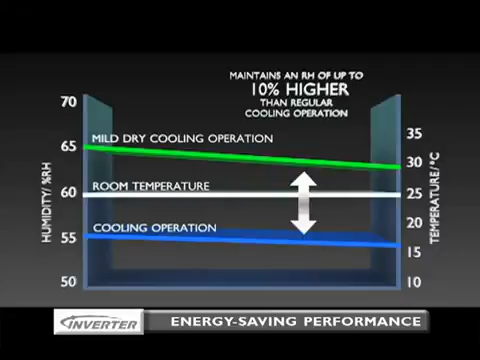 MAINTAINS AN RH OF UP TO
10% HIGHER
THAN REGULAR
COOLING OPERATION
70
65
60
55
50
HUMIDITY/ %RH
MILD DRY COOLING OPERATION
ROOM TEMPERATURE
COOLING OPERATION
35
30
25
20
15
10
TEMPERATURE/°C
INVERTER
ENERGY-SAVING PERFORMANCE